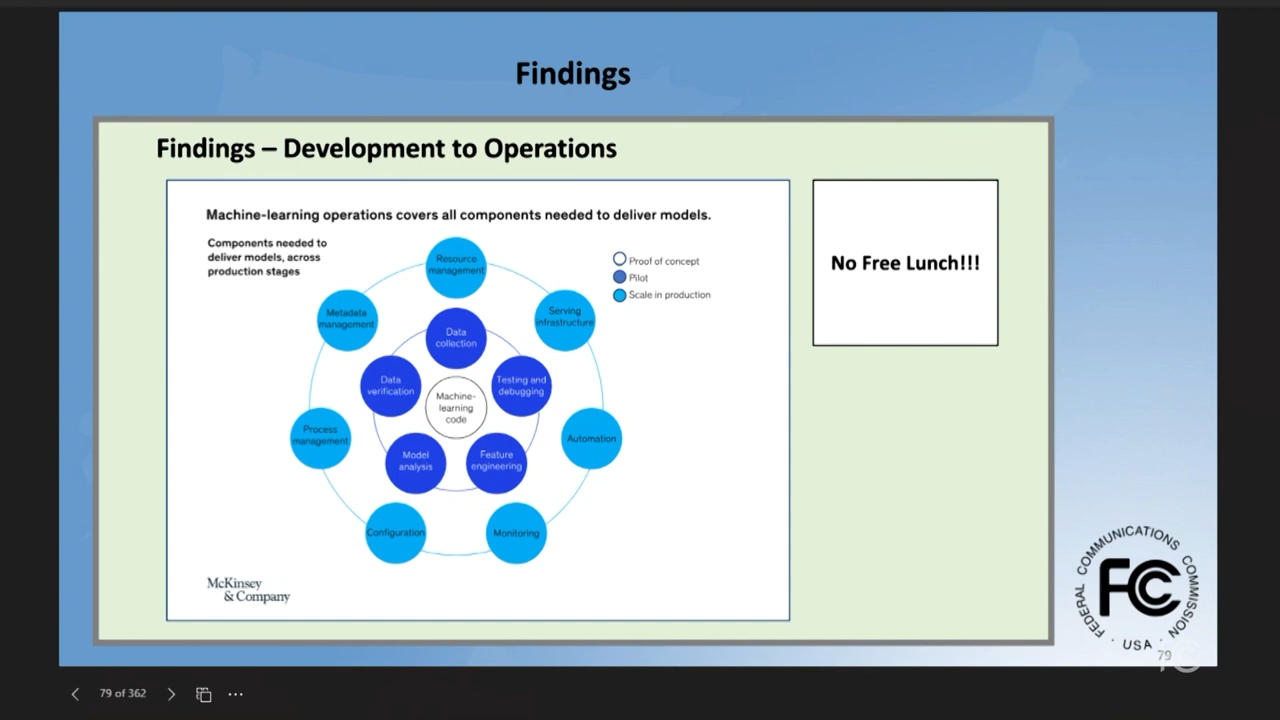 Findings
Findings – Development to Operations
Machine-learning operations covers all components needed to deliver models.
Components needed to
deliver models, across
production stages
Proof of concept
Pilot
Scale in production
Resource
management
Metadata
management
Serving
infrastructure
Data
collection
Data
verification
Testing and
debugging
Machine-
learning
code
Process
management
Automation
Model
analysis
Feature
engineering
Configuration
Monitoring
McKinsey
& Company
No Free Lunch!!!
FEDERAL COMMUNICATIONS COMMISSION
FCC
· USA ·
79
79 of 362